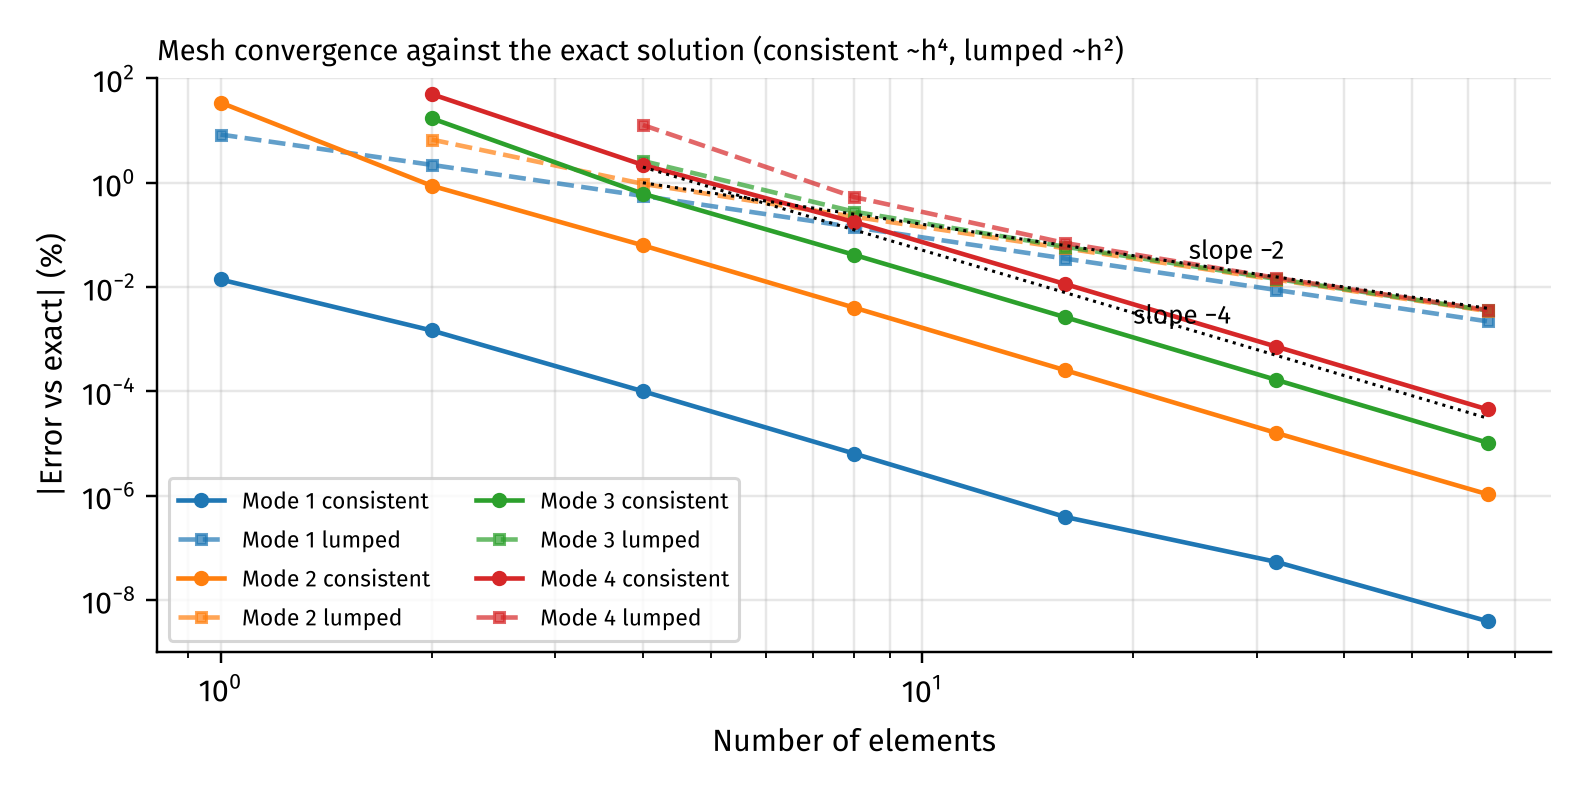 Mesh convergence against the exact solution (consistent ~h⁴, lumped ~h²)
|Error vs exact| (%)
10²
10⁰
10⁻²
10⁻⁴
10⁻⁶
10⁻⁸
slope −2
slope −4
Mode 1 consistent
Mode 1 lumped
Mode 2 consistent
Mode 2 lumped
Mode 3 consistent
Mode 3 lumped
Mode 4 consistent
Mode 4 lumped
10⁰
10¹
Number of elements